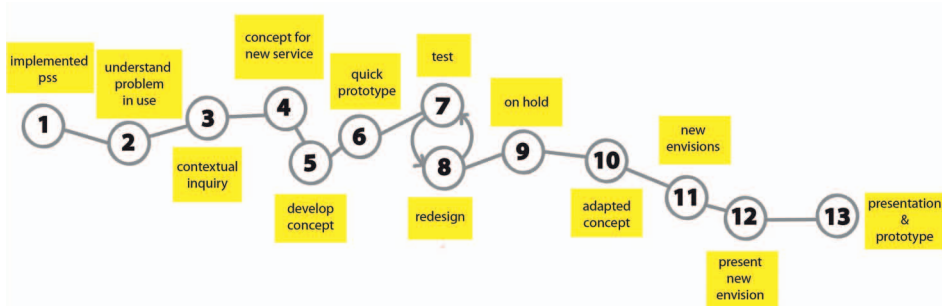 implemented
pss
1
understand
problem
in use
2
3
contextual
inquiry
concept for
new service
4
5
develop
concept
quick
prototype
6
test
7
8
redesign
on hold
9
10
adapted
concept
new
envisions
11
12
present
new
envision
13
presentation
&
prototype